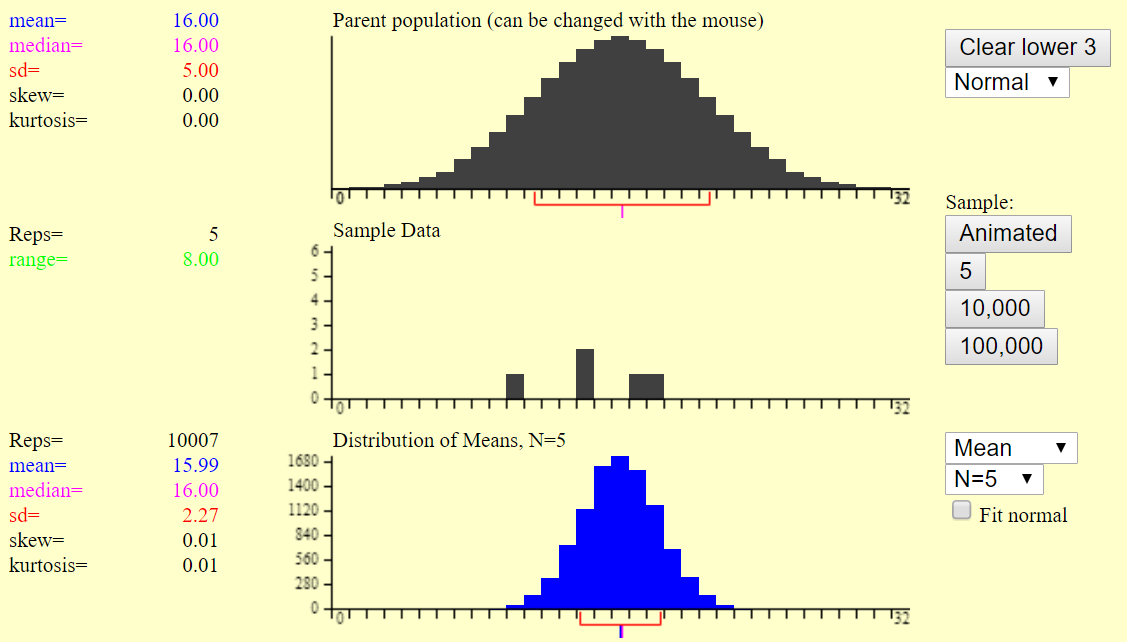 mean= 16.00
median= 16.00
sd= 5.00
skew= 0.00
kurtosis= 0.00
Parent population (can be changed with the mouse)
0 32
Clear lower 3
Normal
Reps= 5
range= 8.00
Sample Data
6
5
4
3
2
1
0
0 32
Sample:
Animated
5
10,000
100,000
Reps= 10007
mean= 15.99
median= 16.00
sd= 2.27
skew= 0.01
kurtosis= 0.01
Distribution of Means, N=5
1680
1400
1120
840
560
280
0
0 32
Mean
N=5
Fit normal